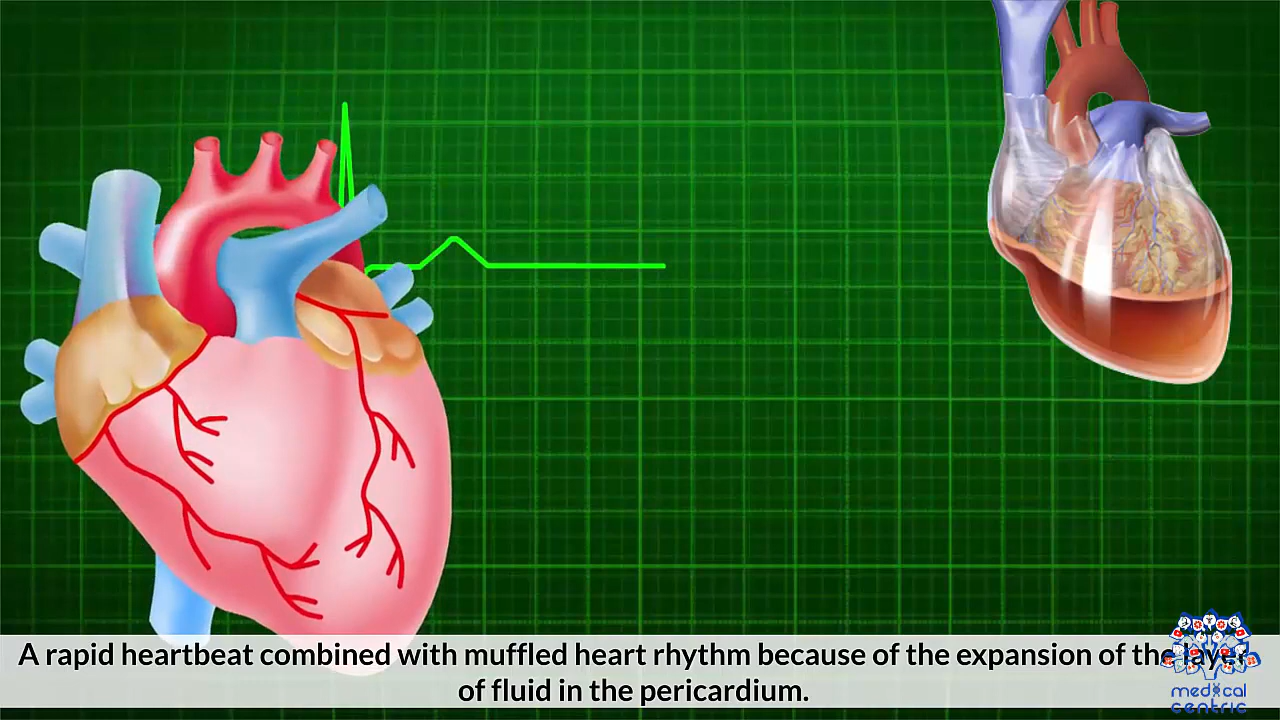 A rapid heartbeat combined with muffled heart rhythm because of the expansion of the layer
of fluid in the pericardium.
medical
centric